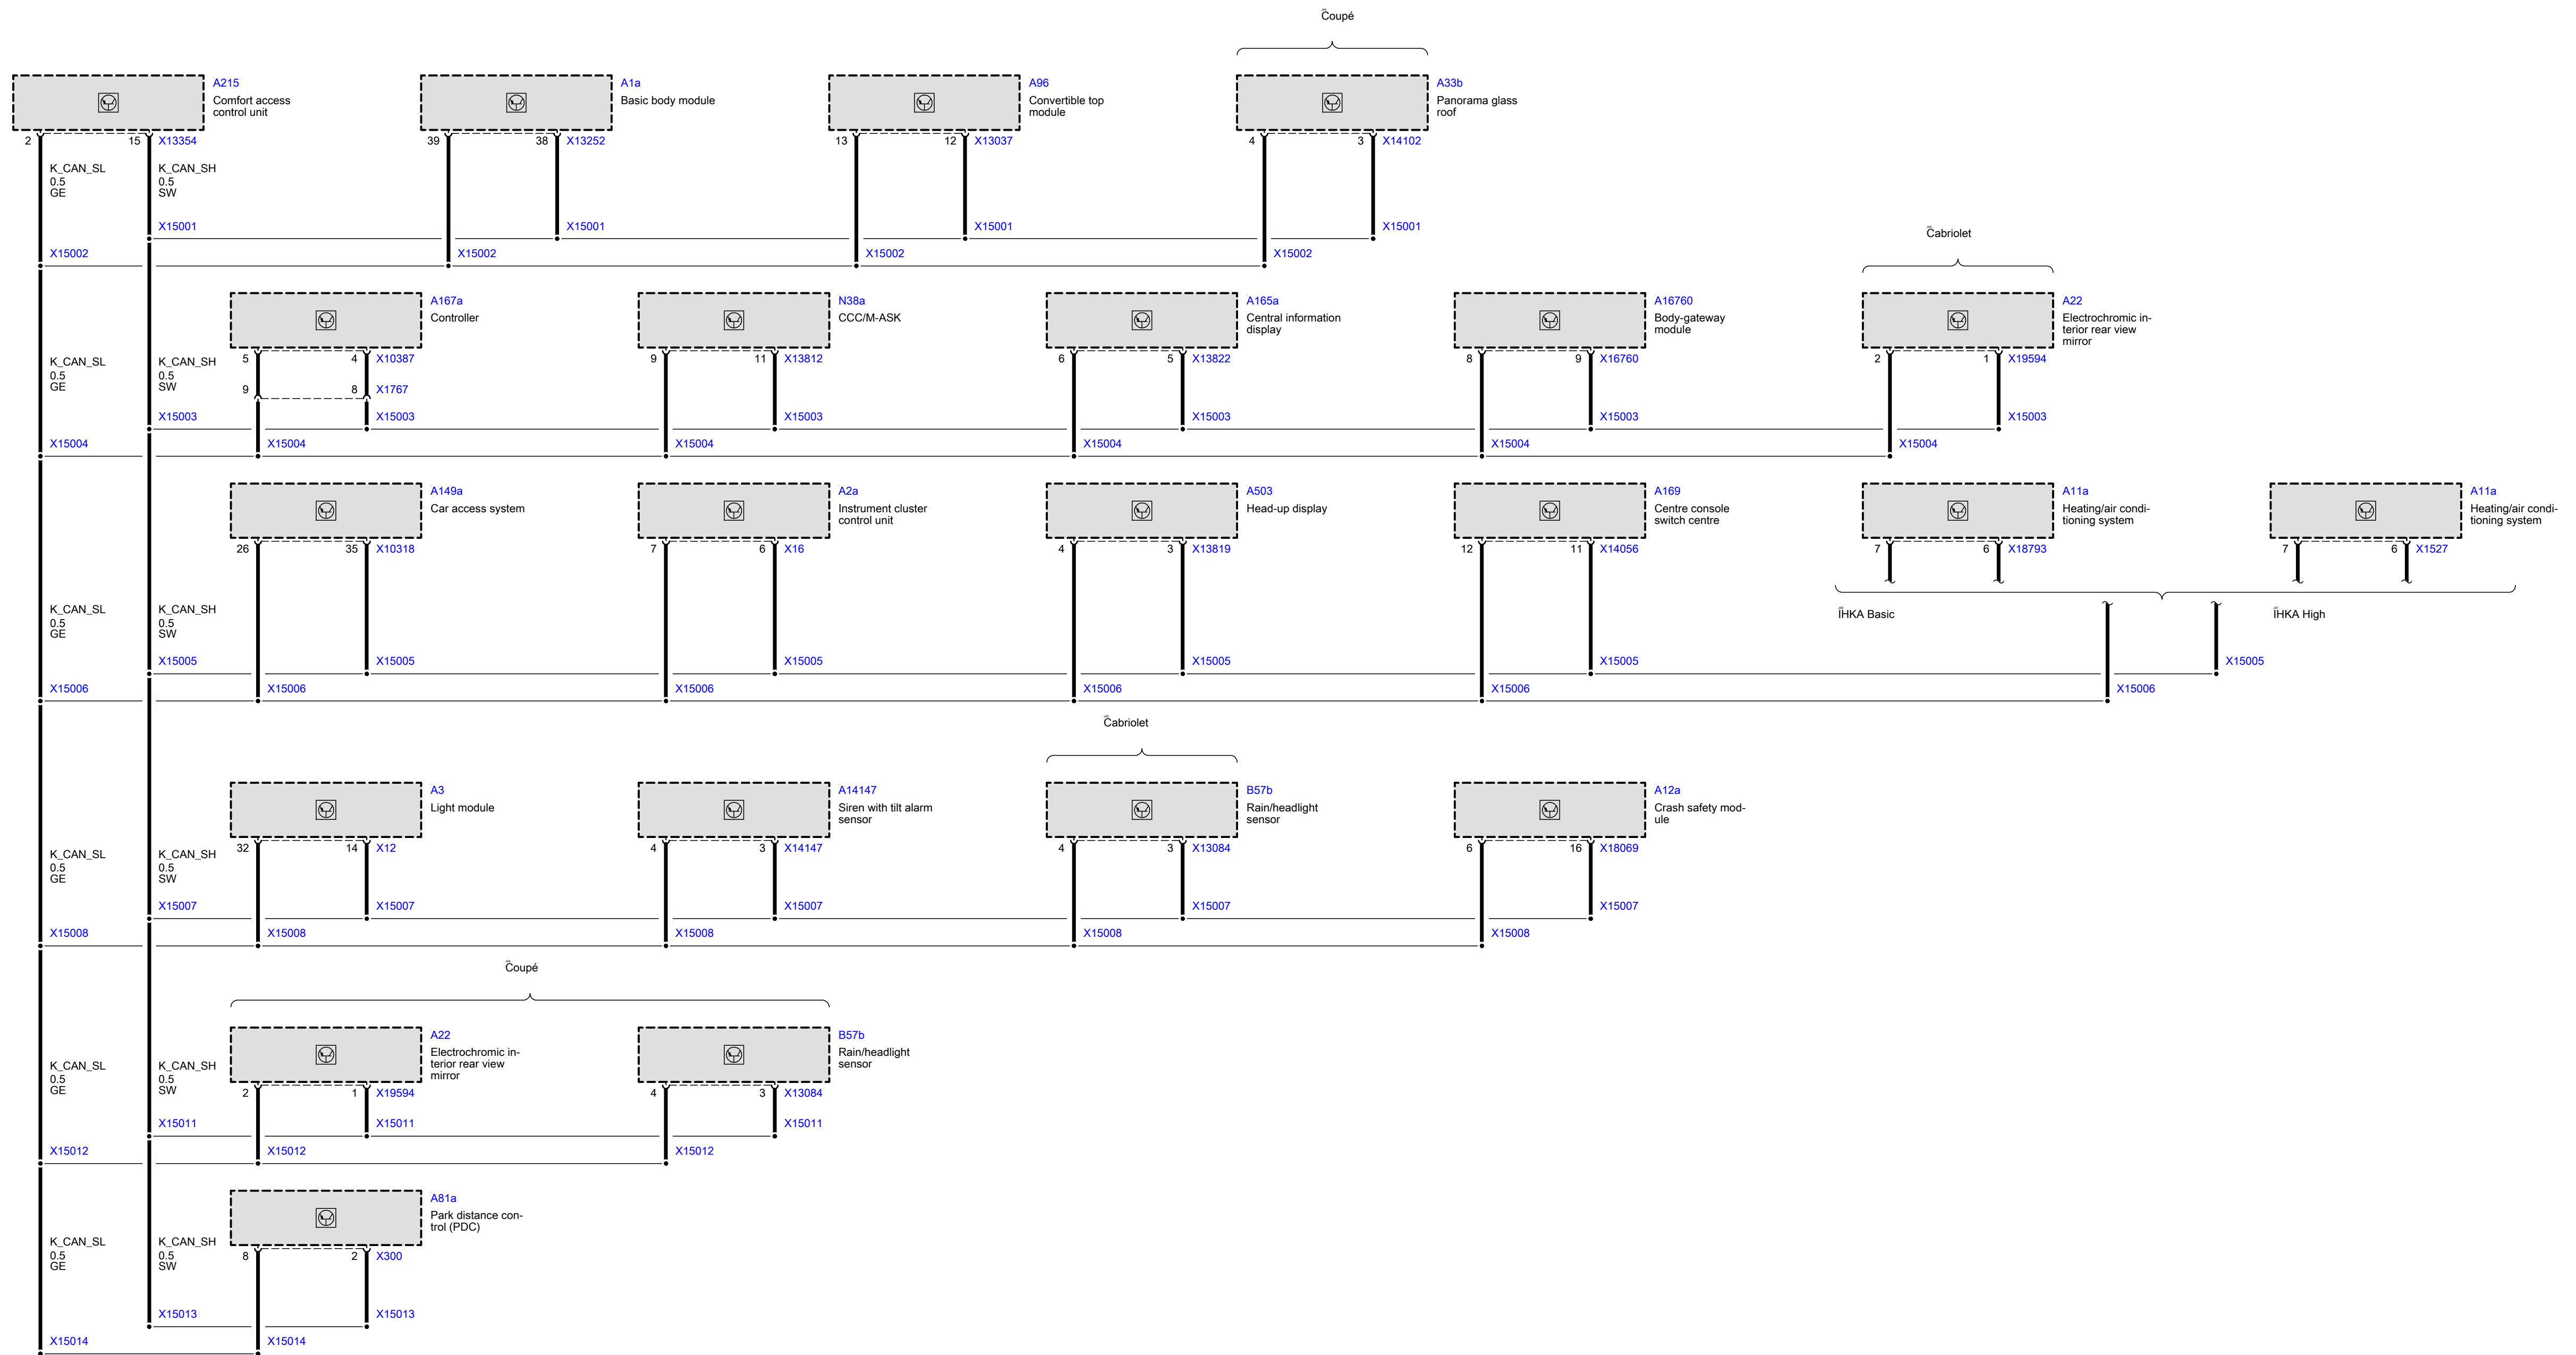 Coupé
A215
Comfort access
control unit
A1a
Basic body module
A96
Convertible top
module
A33b
Panorama glass
roof
2 15 X13354
39 38 X13252
13 12 X13037
4 3 X14102
K_CAN_SL
0.5
GE
K_CAN_SH
0.5
SW
X15001 X15001 X15001 X15001
X15002 X15002 X15002 X15002
Cabriolet
A167a
Controller
N38a
CCC/M-ASK
A165a
Central information
display
A16760
Body-gateway
module
A22
Electrochromic in-
terior rear view
mirror
5 4 X10387
9 11 X13812
6 5 X13822
8 9 X16760
2 1 X19594
K_CAN_SL
0.5
GE
K_CAN_SH
0.5
SW
9 8 X1767
X15003 X15003 X15003 X15003 X15003 X15003
X15004 X15004 X15004 X15004 X15004 X15004
A149a
Car access system
A2a
Instrument cluster
control unit
A503
Head-up display
A169
Centre console
switch centre
A11a
Heating/air condi-
tioning system
A11a
Heating/air condi-
tioning system
26 35 X10318
7 6 X16
4 3 X13819
12 11 X14056
7 6 X18793
7 6 X1527
K_CAN_SL
0.5
GE
K_CAN_SH
0.5
SW
IHKA Basic
IHKA High
X15005 X15005 X15005 X15005 X15005 X15005
X15006 X15006 X15006 X15006 X15006 X15006
Cabriolet
A3
Light module
A14147
Siren with tilt alarm
sensor
B57b
Rain/headlight
sensor
A12a
Crash safety mod-
ule
32 14 X12
4 3 X14147
4 3 X13084
6 16 X18069
K_CAN_SL
0.5
GE
K_CAN_SH
0.5
SW
X15007 X15007 X15007 X15007 X15007
X15008 X15008 X15008 X15008 X15008
Coupé
A22
Electrochromic in-
terior rear view
mirror
B57b
Rain/headlight
sensor
2 1 X19594
4 3 X13084
K_CAN_SL
0.5
GE
K_CAN_SH
0.5
SW
X15011 X15011 X15011
X15012 X15012 X15012
A81a
Park distance con-
trol (PDC)
8 2 X300
K_CAN_SL
0.5
GE
K_CAN_SH
0.5
SW
X15013 X15013
X15014 X15014